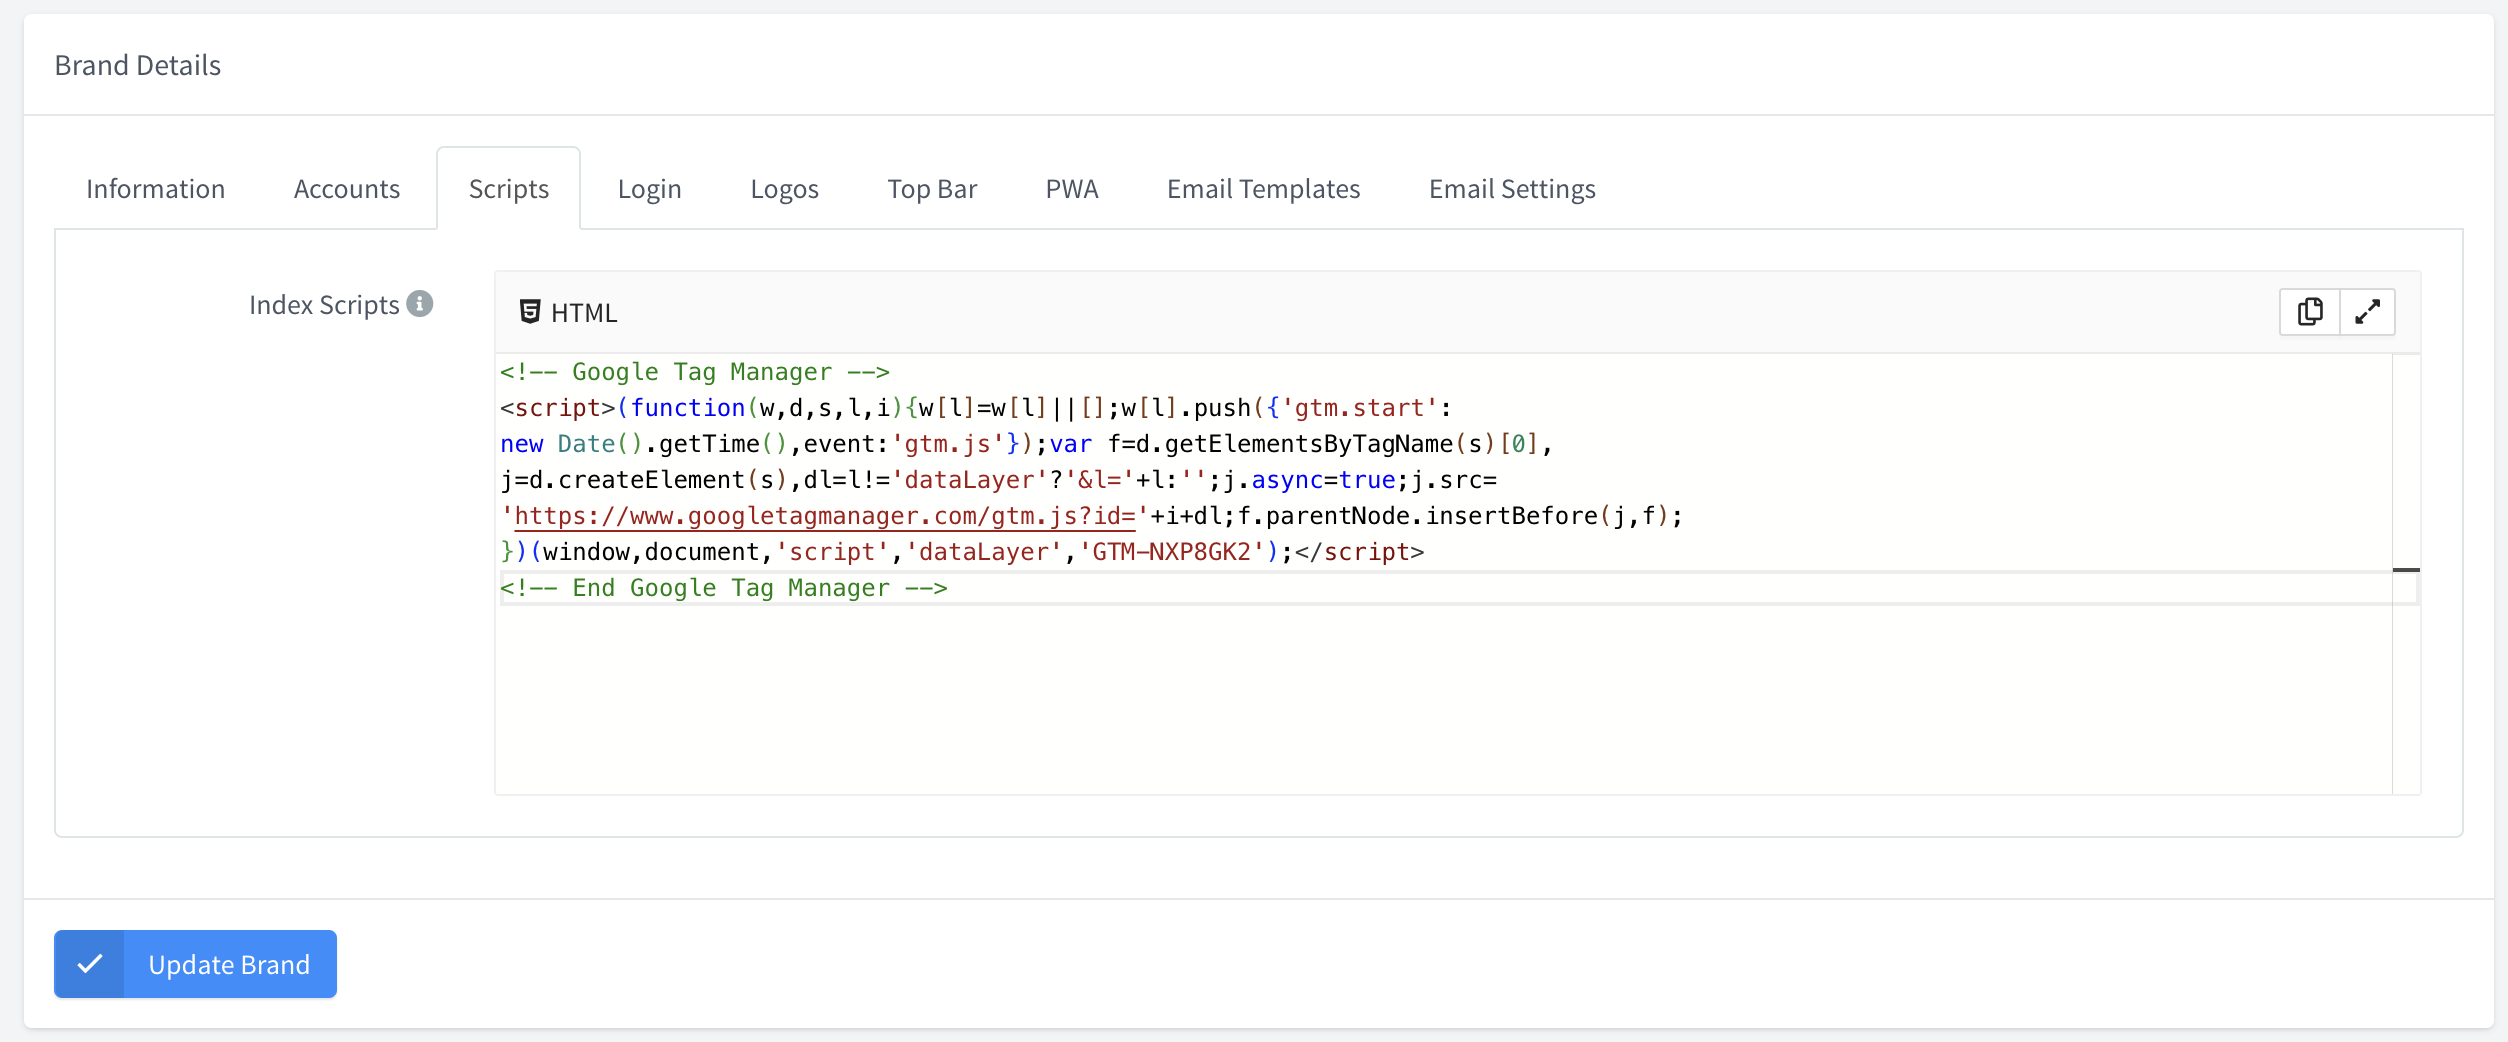 Brand Details
Information Accounts Scripts Login Logos Top Bar PWA Email Templates Email Settings
Index Scripts
HTML
<!-- Google Tag Manager -->
<script>(function(w,d,s,l,i){w[l]=w[l]||[];w[l].push({'gtm.start':
new Date().getTime(),event:'gtm.js'});var f=d.getElementsByTagName(s)[0],
j=d.createElement(s),dl=l!='dataLayer'?'&l='+l:'';j.async=true;j.src=
'https://www.googletagmanager.com/gtm.js?id='+i+dl;f.parentNode.insertBefore(j,f);
})(window,document,'script','dataLayer','GTM-NXP8GK2');</script>
<!-- End Google Tag Manager -->
Update Brand